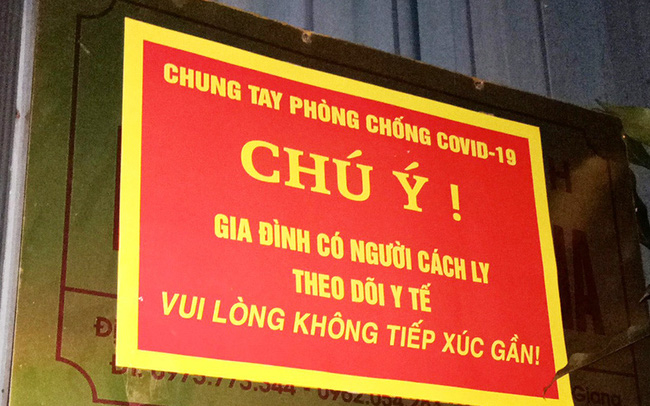 CHUNG TAY PHÒNG CHỐNG COVID-19
CHÚ Ý !
GIA ĐÌNH CÓ NGƯỜI CÁCH LY
THEO DÕI Y TẾ
VUI LÒNG KHÔNG TIẾP XÚC GẦN!
Giang